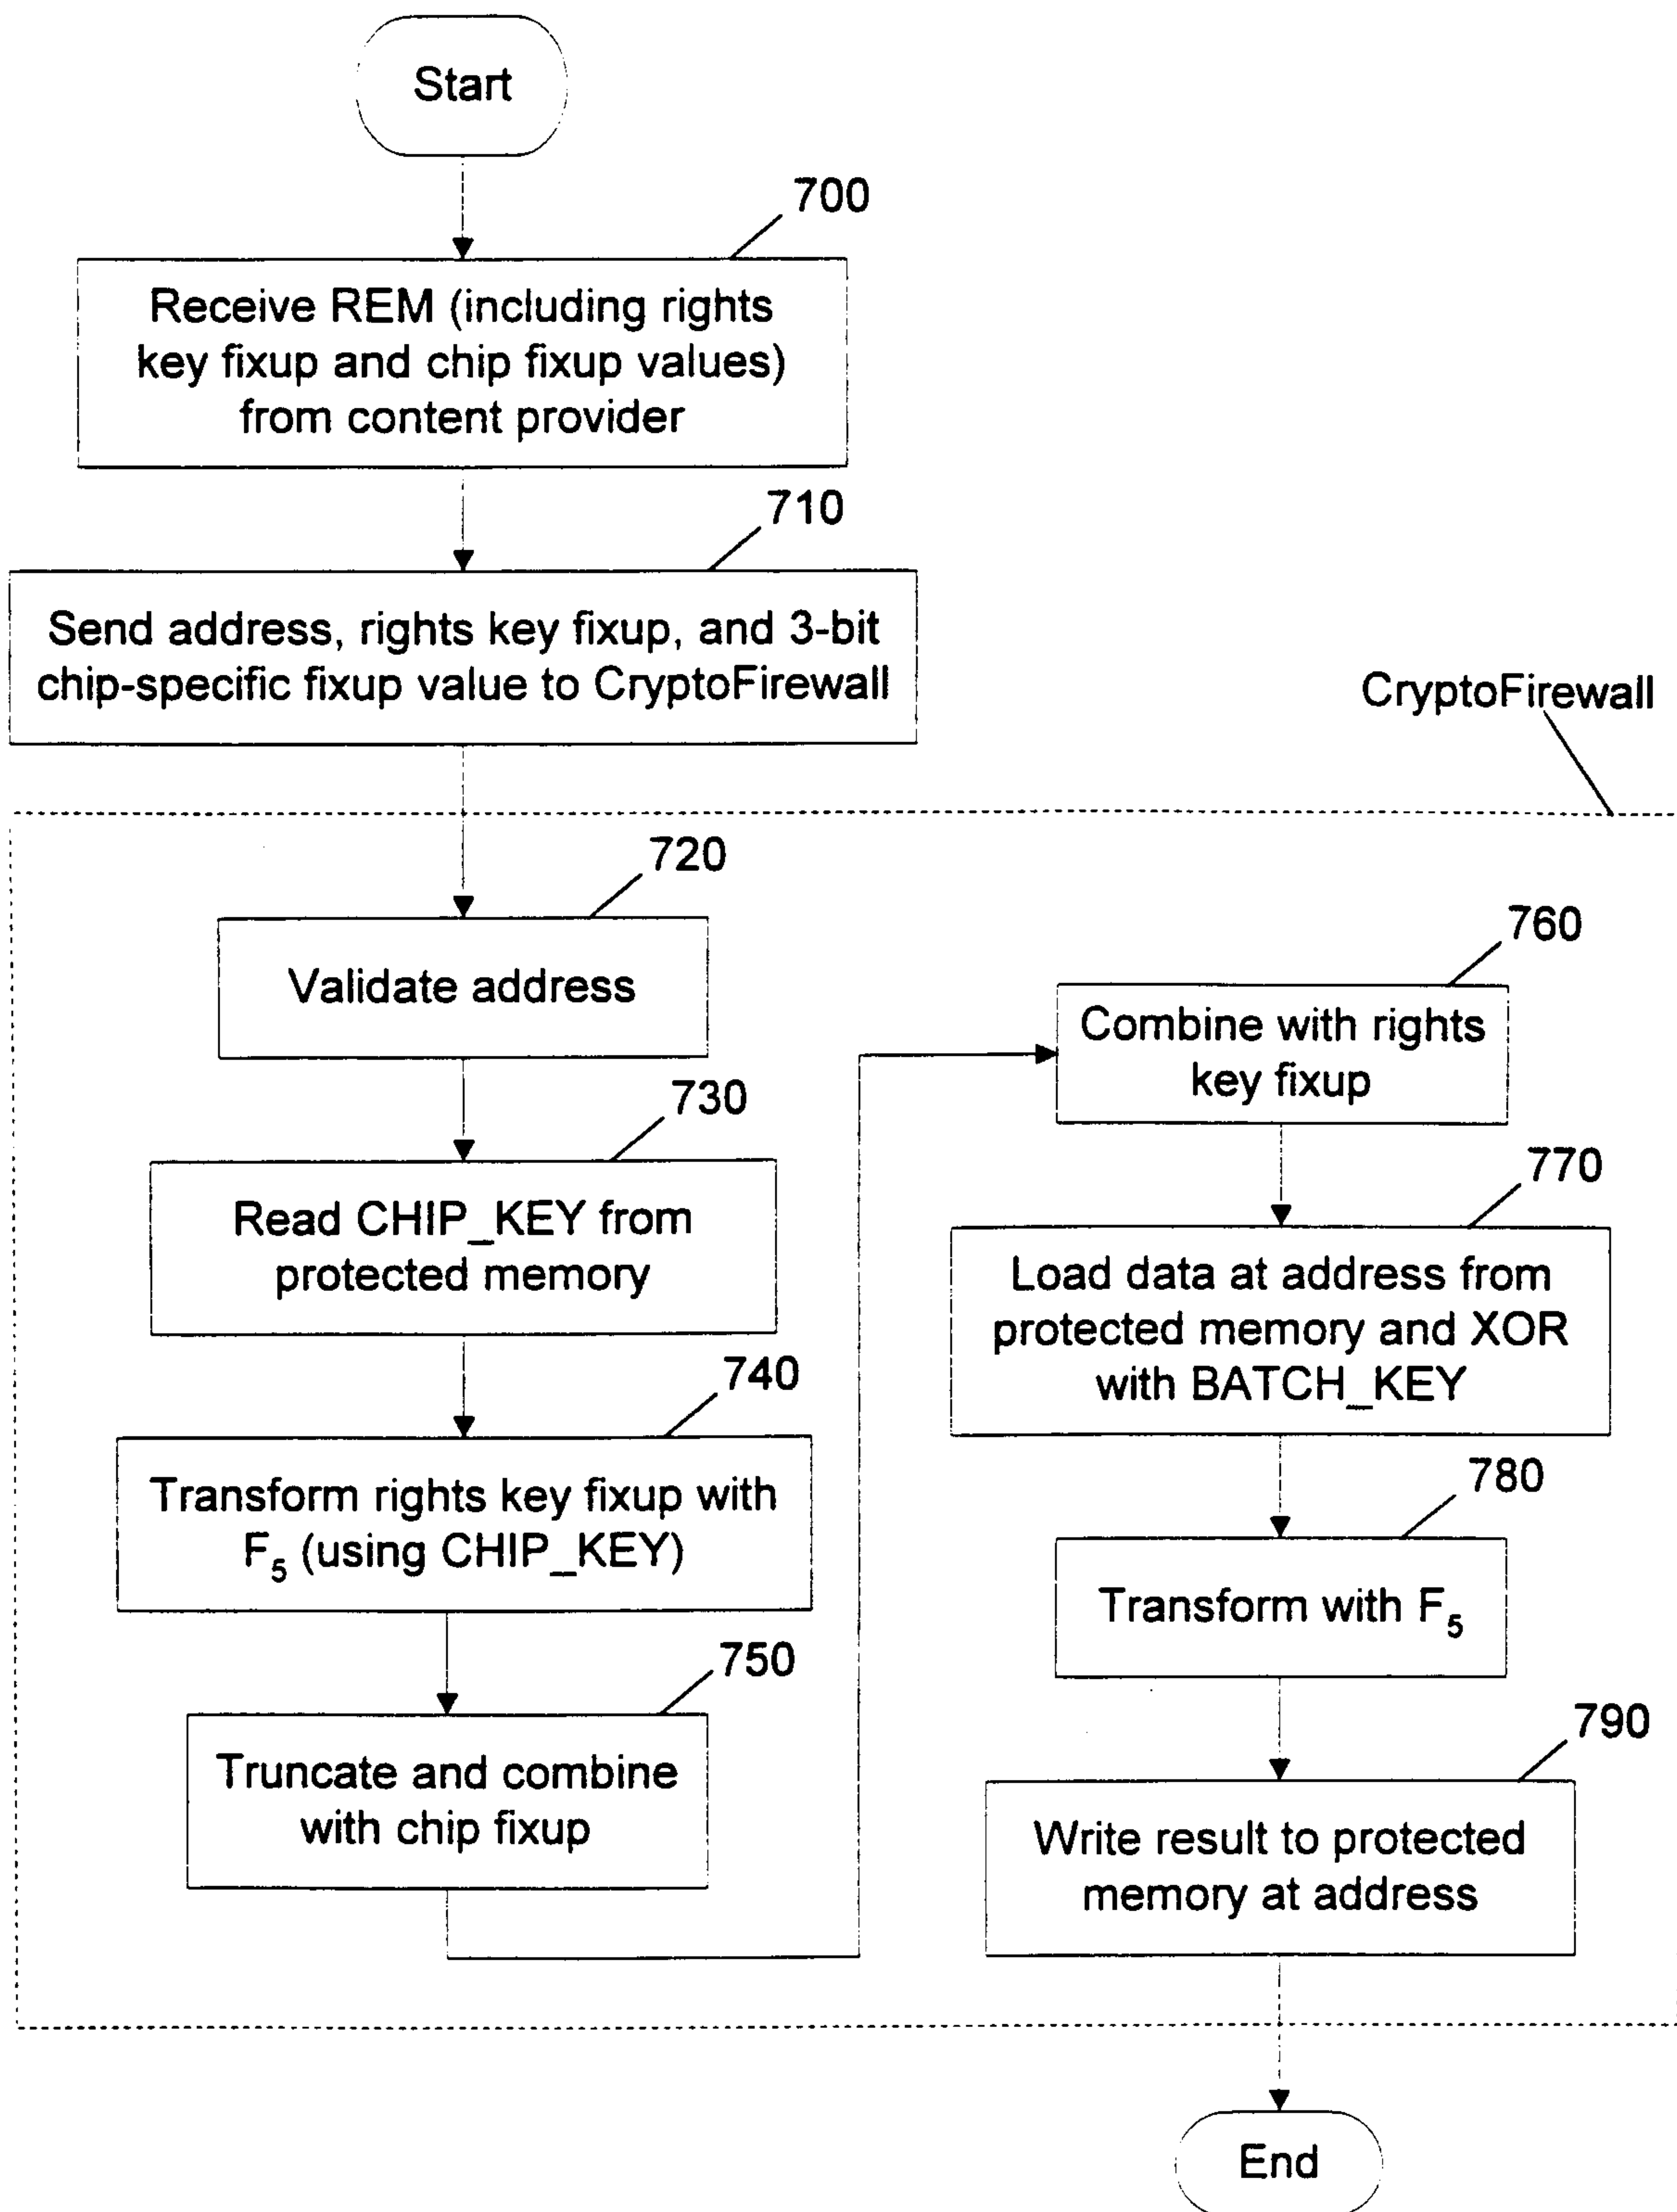 Start
700
Receive REM (including rights
key fixup and chip fixup values)
from content provider
710
Send address, rights key fixup, and 3-bit
chip-specific fixup value to CryptoFirewall
CryptoFirewall
720
Validate address
730
Read CHIP_KEY from
protected memory
740
Transform rights key fixup with
F₅ (using CHIP_KEY)
750
Truncate and combine
with chip fixup
760
Combine with rights
key fixup
770
Load data at address from
protected memory and XOR
with BATCH_KEY
780
Transform with F₅
790
Write result to protected
memory at address
End